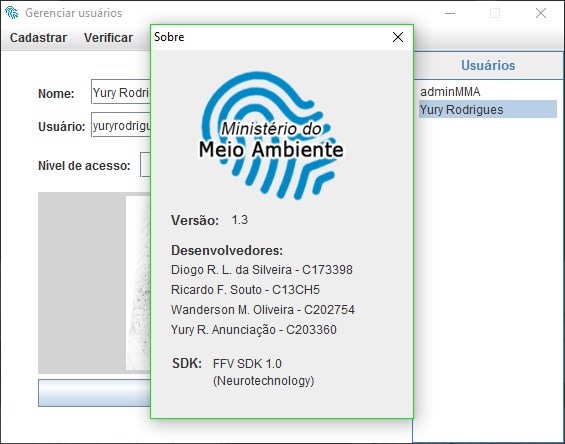 Gerenciar usuários
Cadastrar Verificar
Sobre
Usuários
adminMMA
Yury Rodrigues
Nome: Yury Rodri
Usuário: yuryrodrigu
Nível de acesso:
Ministério do
Meio Ambiente
Versão: 1.3
Desenvolvedores:
Diogo R. L. da Silveira - C173398
Ricardo F. Souto - C13CH5
Wanderson M. Oliveira - C202754
Yury R. Anunciação - C203360
SDK: FFV SDK 1.0
(Neurotechnology)